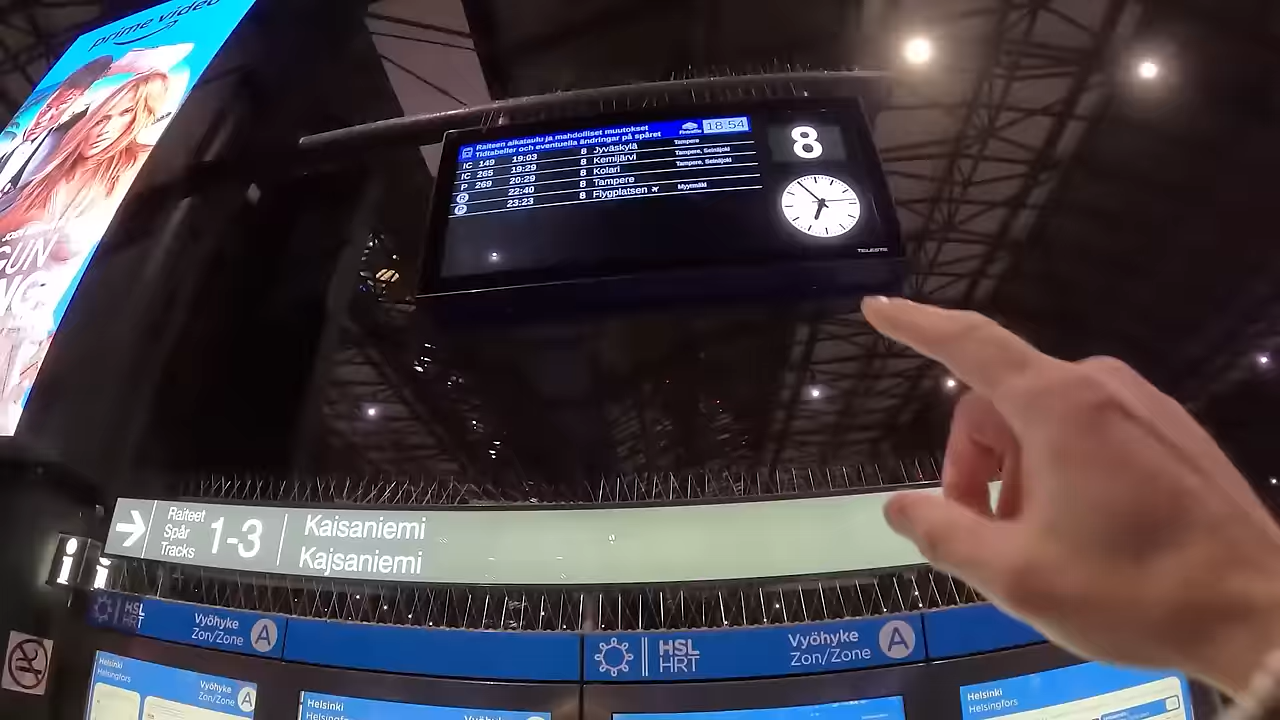 prime video
GUN
Raiteen aikataulu ja mahdolliset muutokset
Tidtabeller och eventuella ändringar på spåret
18.54
8
IC 149 19:03 8 Jyväskylä Tampere
IC 265 19:29 8 Kemijärvi Tampere, Seinäjoki
P 269 20:29 8 Kolari Tampere, Seinäjoki
R 22:40 8 Tampere
P 23:23 8 Flygplatsen Myyrmäki
TELESTE
Raiteet
Spår
Tracks
1-3
Kaisaniemi
Kajsaniemi
i
i
HSL
HRT
Vyöhyke
Zon/Zone
A
HSL
HRT
Vyöhyke
Zon/Zone
A
Helsinki
Helsingfors
Vyöhyke
Zon/Zone
A
Helsinki
Helsingfors
Helsinki
Helsingfors